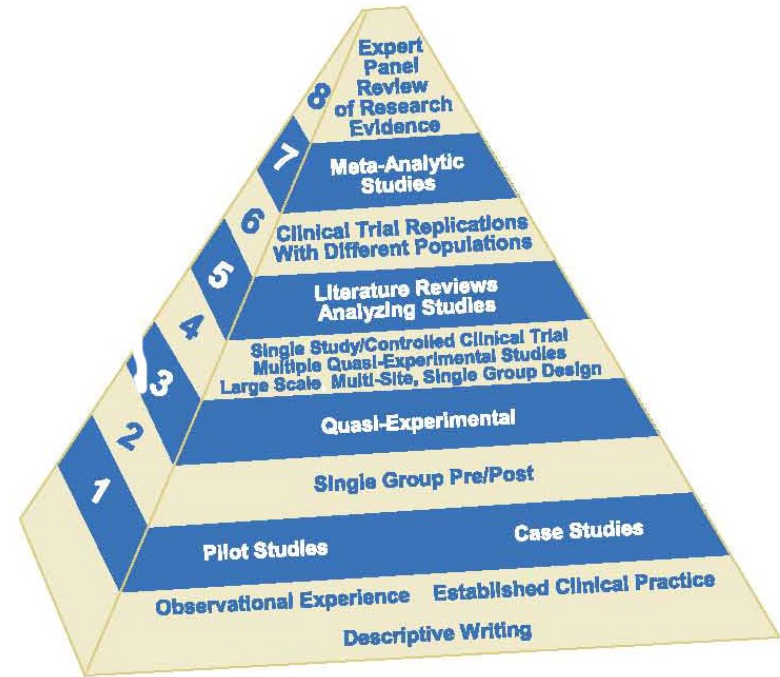 8
Expert
Panel
Review
of Research
Evidence
7
Meta-Analytic
Studies
6
Clinical Trial Replications
With Different Populations
5
Literature Reviews
Analyzing Studies
4
Single Study/Controlled Clinical Trial
Multiple Quasi-Experimental Studies
Large Scale, Multi-Site, Single Group Design
3
Quasi-Experimental
2
Single Group Pre/Post
1
Pilot Studies Case Studies
Observational Experience Established Clinical Practice
Descriptive Writing